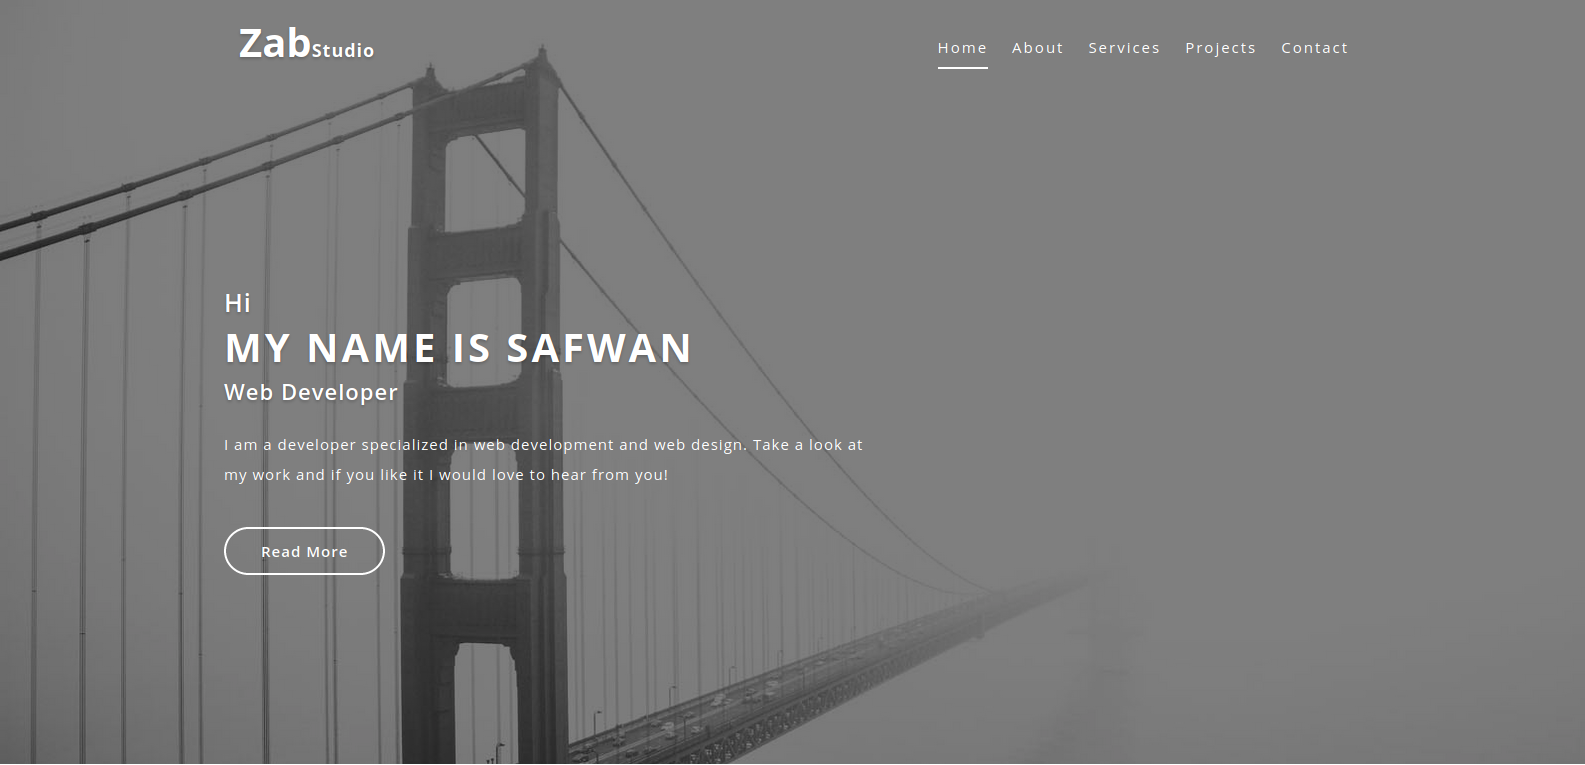 ZabStudio
Home About Services Projects Contact
Hi
MY NAME IS SAFWAN
Web Developer
I am a developer specialized in web development and web design. Take a look at
my work and if you like it I would love to hear from you!
Read More